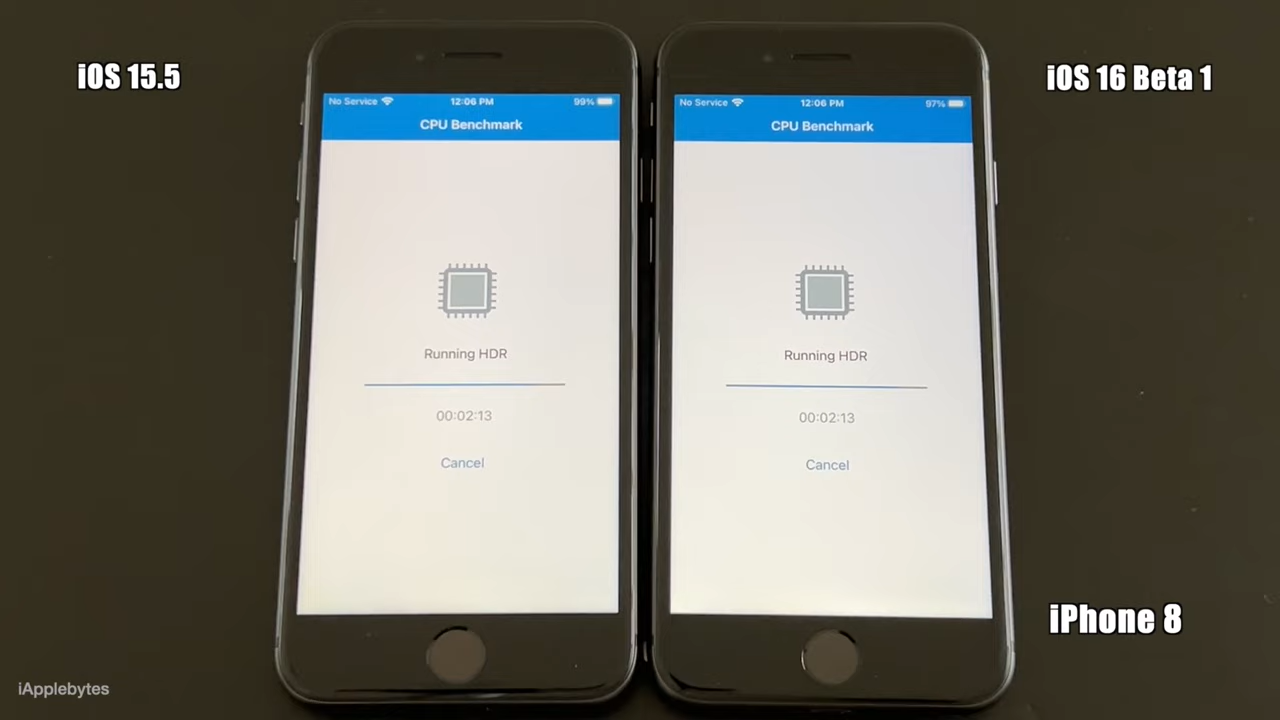 iOS 15.5
iOS 16 Beta 1
No Service 12:06 PM 99%
CPU Benchmark
Running HDR
00:02:13
Cancel
No Service 12:06 PM 97%
CPU Benchmark
Running HDR
00:02:13
Cancel
iPhone 8
iApplebytes